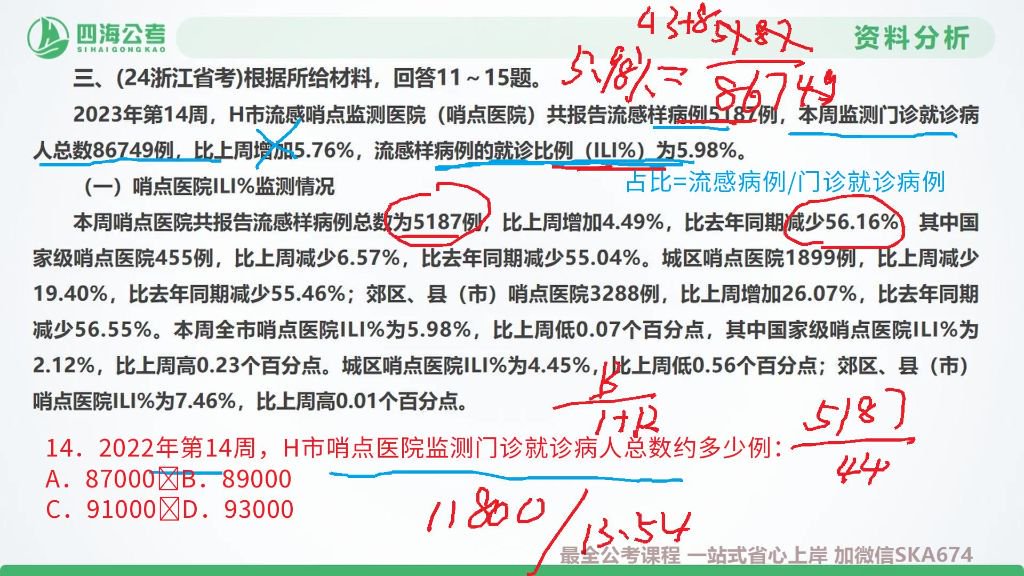 四海公考
SIHAIGONGKAO
资料分析
43+8
5187
5.98%=
86749
三、(24浙江省考)根据所给材料，回答11～15题。
2023年第14周，H市流感哨点监测医院（哨点医院）共报告流感样病例5187例，本周监测门诊就诊病
人总数86749例，比上周增加5.76%，流感样病例的就诊比例（ILI%）为5.98%。
（一）哨点医院ILI%监测情况
占比=流感病例/门诊就诊病例
本周哨点医院共报告流感样病例总数为5187例，比上周增加4.49%，比去年同期减少56.16%  其中国
家级哨点医院455例，比上周减少6.57%，比去年同期减少55.04%。城区哨点医院1899例，比上周减少
19.40%，比去年同期减少55.46%；郊区、县（市）哨点医院3288例，比上周增加26.07%，比去年同期
减少56.55%。本周全市哨点医院ILI%为5.98%，比上周低0.07个百分点，其中国家级哨点医院ILI%为
2.12%，比上周高0.23个百分点。城区哨点医院ILI%为4.45%，比上周低0.56个百分点；郊区、县（市）
哨点医院ILI%为7.46%，比上周高0.01个百分点。
B
1+R
5187
44
14．2022年第14周，H市哨点医院监测门诊就诊病人总数约多少例：
A．87000 B．89000
C．91000 D．93000
11800/13.54
最全公考课程 一站式省心上岸 加微信SKA674